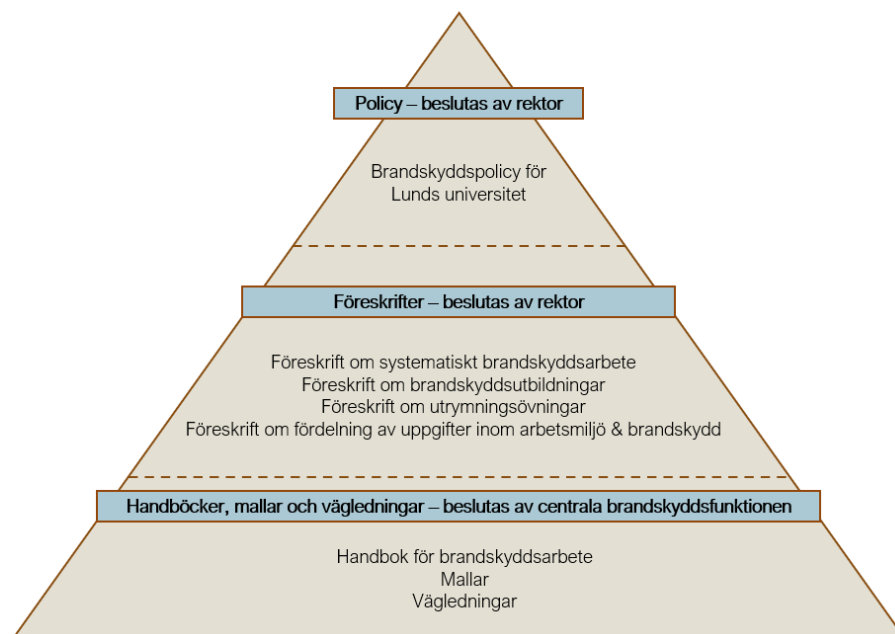 Policy – beslutas av rektor
Brandskyddspolicy för
Lunds universitet
Föreskrifter – beslutas av rektor
Föreskrift om systematiskt brandskyddsarbete
Föreskrift om brandskyddsutbildningar
Föreskrift om utrymningsövningar
Föreskrift om fördelning av uppgifter inom arbetsmiljö & brandskydd
Handböcker, mallar och vägledningar – beslutas av centrala brandskyddsfunktionen
Handbok för brandskyddsarbete
Mallar
Vägledningar